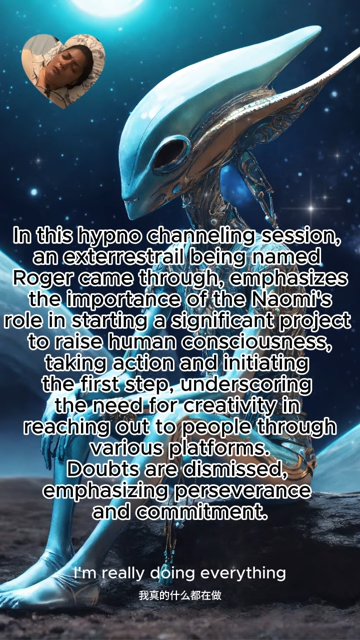 In this hypno channeling session,
an exterrestrail being named
Roger came through, emphasizes
the importance of the Naomi's
role in starting a significant project
to raise human consciousness,
taking action and initiating
the first step, underscoring
the need for creativity in
reaching out to people through
various platforms.
Doubts are dismissed,
emphasizing perseverance
and commitment.
I'm really doing everything
我真的什么都在做